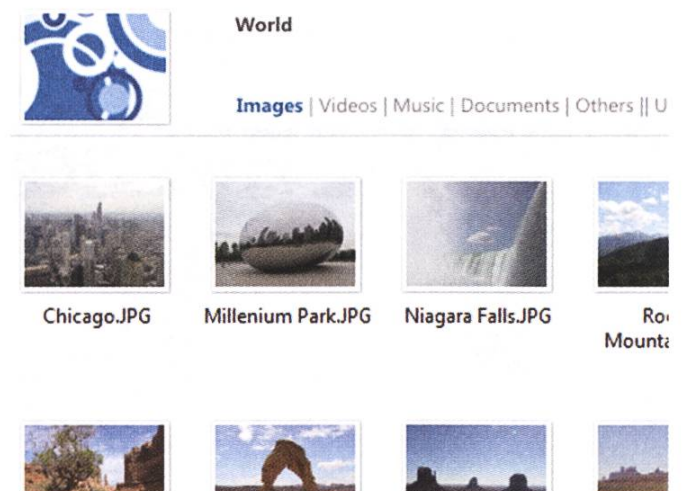 World
Images | Videos | Music | Documents | Others || U
Chicago.JPG
Millenium Park.JPG
Niagara Falls.JPG